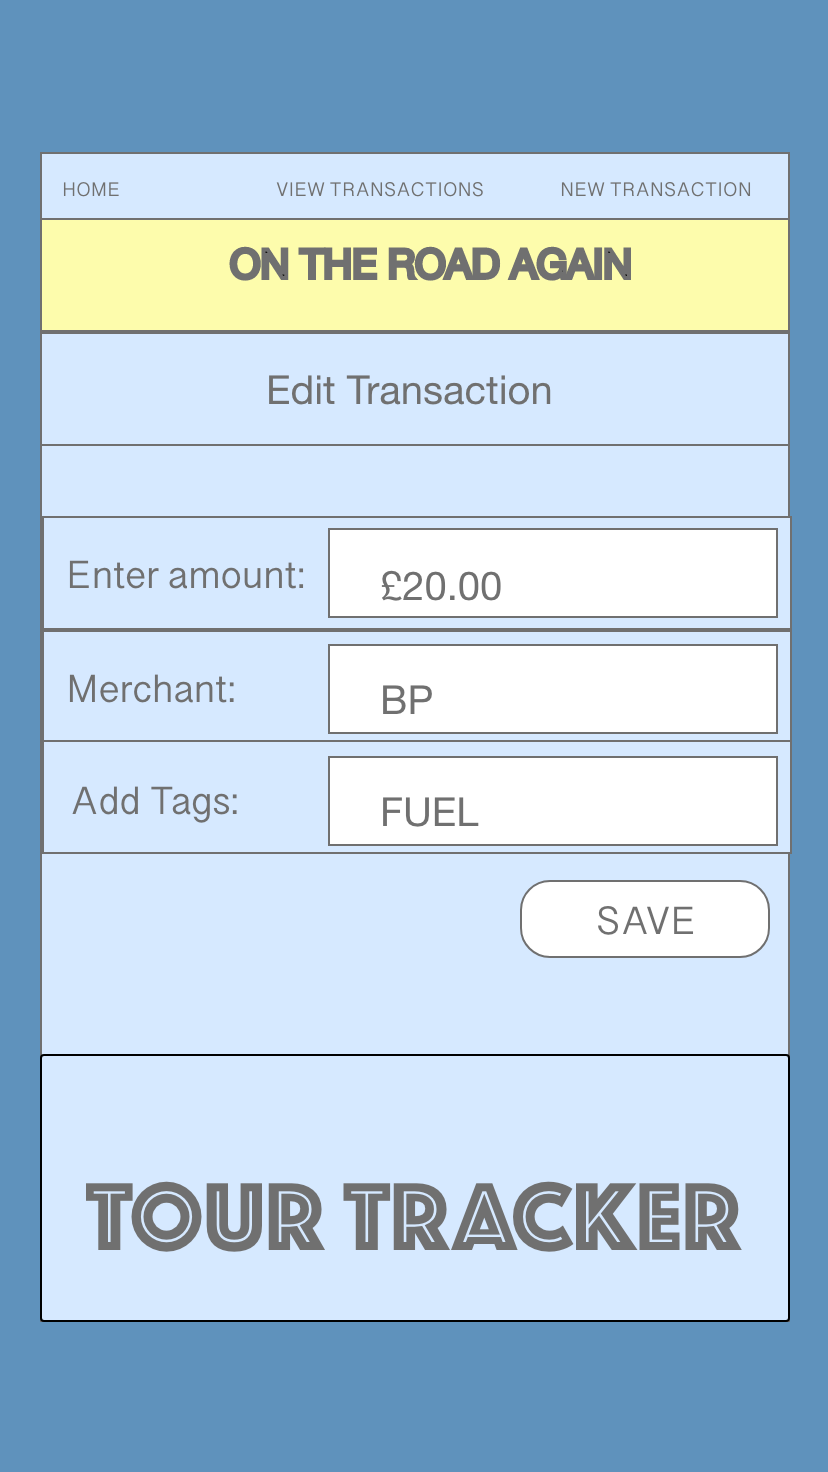 HOME VIEW TRANSACTIONS NEW TRANSACTION
ON THE ROAD AGAIN
Edit Transaction
Enter amount: £20.00
Merchant: BP
Add Tags: FUEL
SAVE
TOUR TRACKER